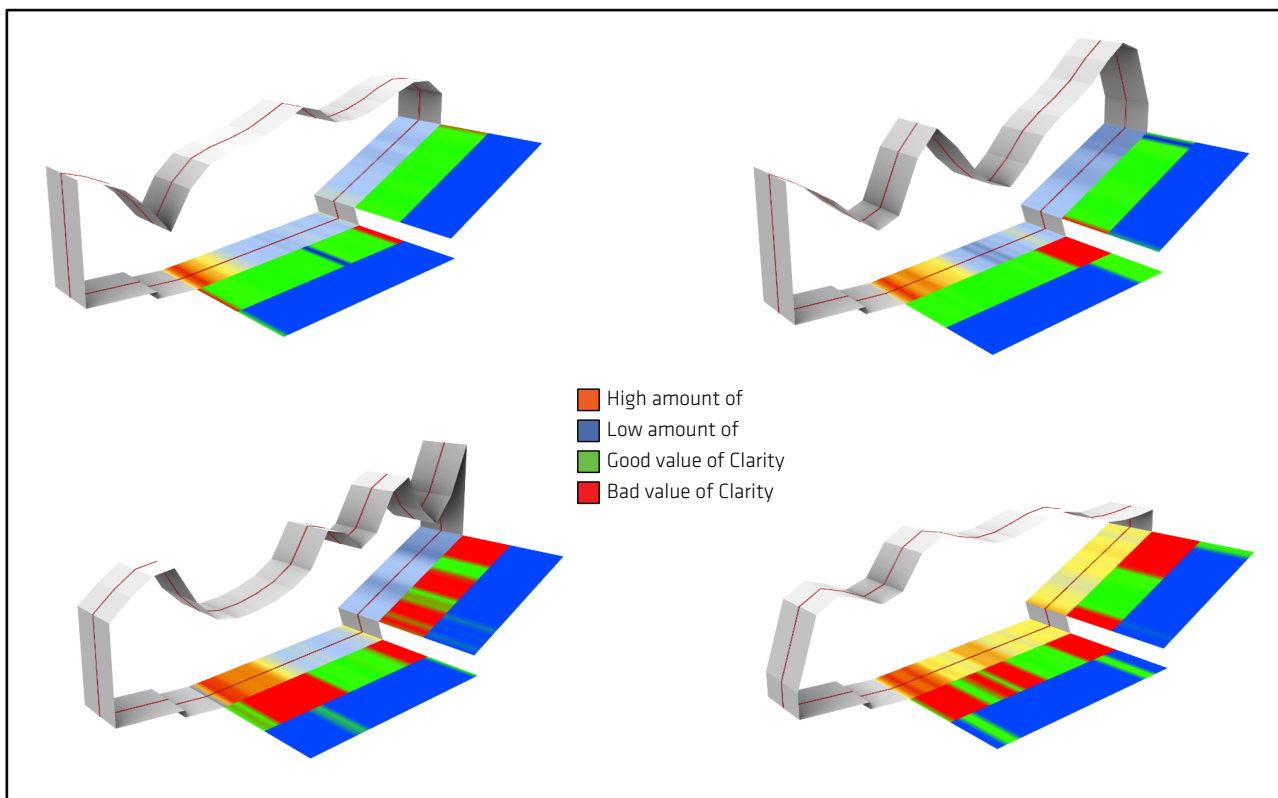 High amount of
Low amount of
Good value of Clarity
Bad value of Clarity